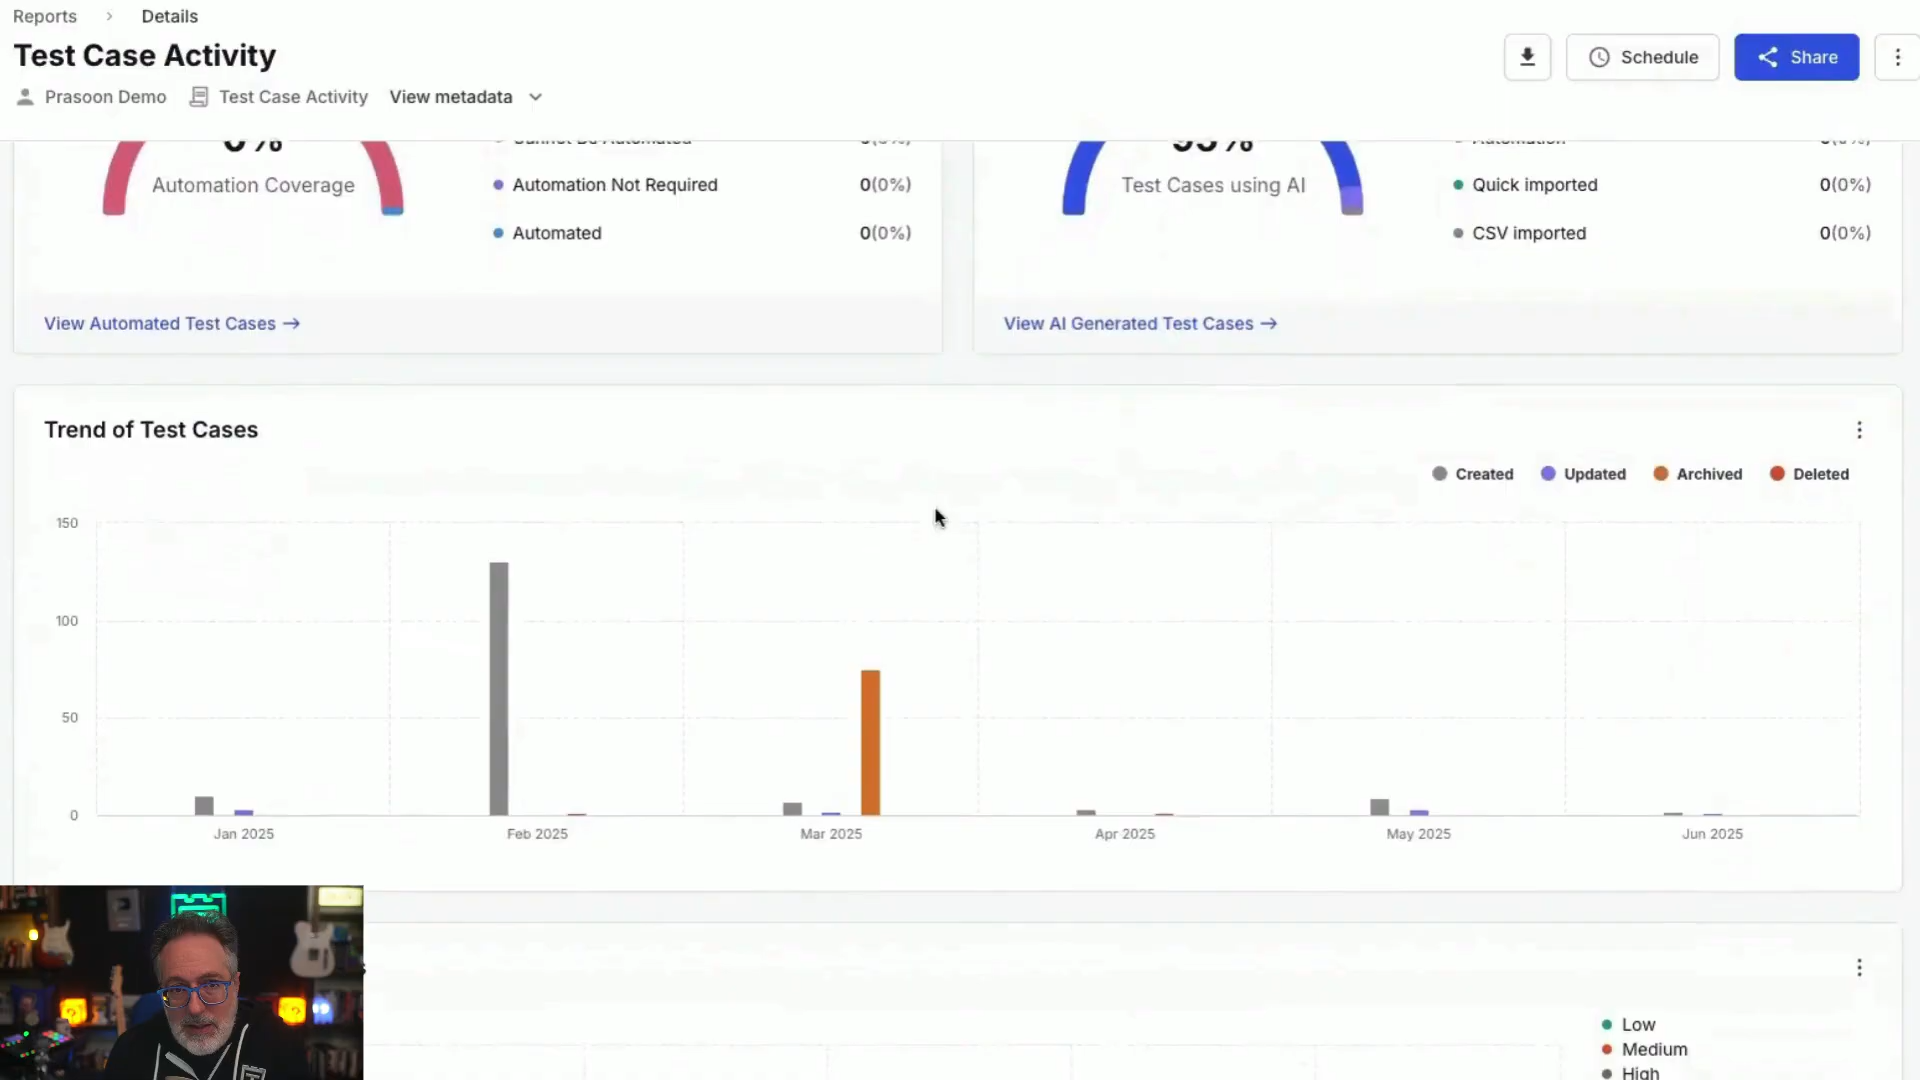 Reports > Details
Test Case Activity
Prasoon Demo Test Case Activity View metadata
Schedule
Share
Automation Coverage
Automation Not Required 0(0%)
Automated 0(0%)
View Automated Test Cases →
Test Cases using AI
Quick imported 0(0%)
CSV imported 0(0%)
View AI Generated Test Cases →
Trend of Test Cases
Created Updated Archived Deleted
150
100
50
0
Jan 2025 Feb 2025 Mar 2025 Apr 2025 May 2025 Jun 2025
Low
Medium
High